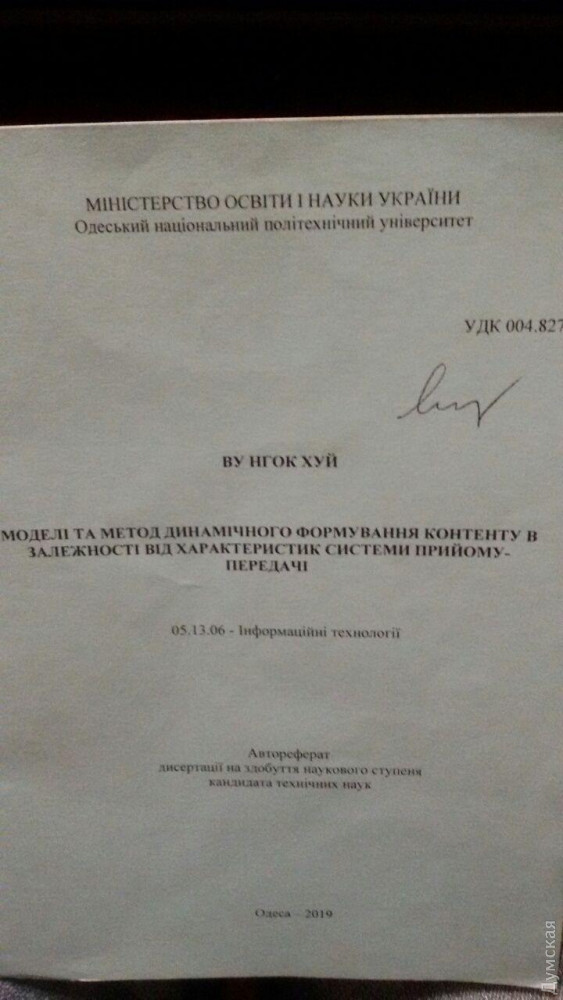 МІНІСТЕРСТВО ОСВІТИ І НАУКИ УКРАЇНИ
Одеський національний політехнічний університет
УДК 004.827
ВУ НГОК ХУЙ
МОДЕЛІ ТА МЕТОД ДИНАМІЧНОГО ФОРМУВАННЯ КОНТЕНТУ В
ЗАЛЕЖНОСТІ ВІД ХАРАКТЕРИСТИК СИСТЕМИ ПРИЙОМУ-
ПЕРЕДАЧІ
05.13.06 - Інформаційні технології
Автореферат
дисертації на здобуття наукового ступеня
кандидата технічних наук
Одеса – 2019
Думская